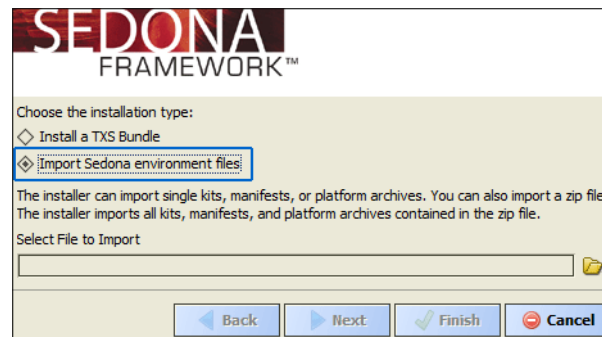 SEDONA
FRAMEWORK™
Choose the installation type:
Install a TXS Bundle
Import Sedona environment files
The installer can import single kits, manifests, or platform archives. You can also import a zip file
The installer imports all kits, manifests, and platform archives contained in the zip file.
Select File to Import
Back Next Finish Cancel